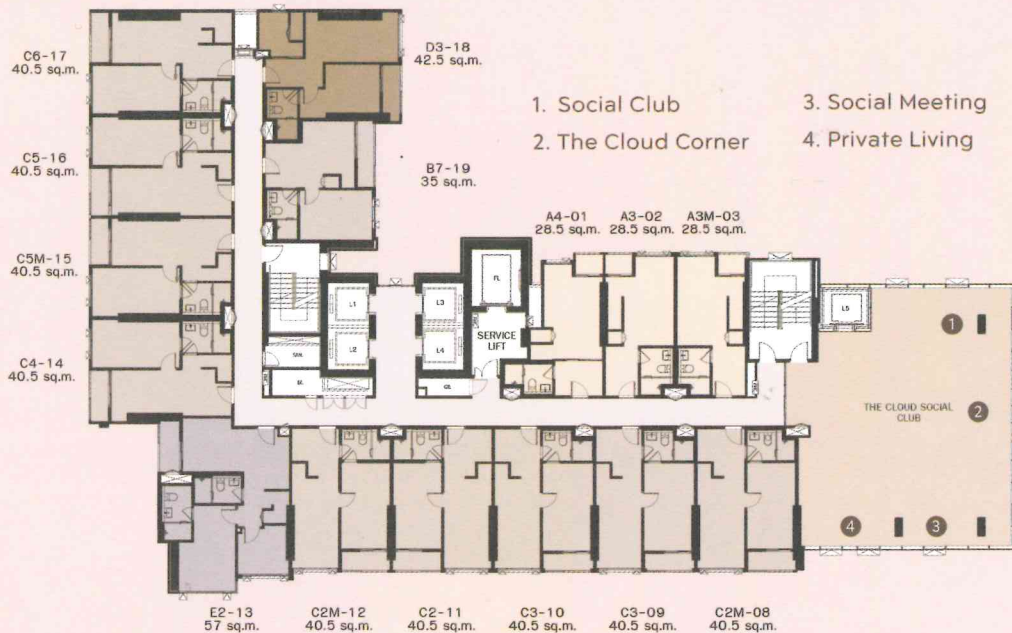 C6-17
40.5 sq.m.
D3-18
42.5 sq.m.
1. Social Club
3. Social Meeting
2. The Cloud Corner
4. Private Living
C5-16
40.5 sq.m.
B7-19
35 sq.m.
A4-01
28.5 sq.m.
A3-02
28.5 sq.m.
A3M-03
28.5 sq.m.
C5M-15
40.5 sq.m.
FL
L1
L3
L5
1
SERVICE
LIFT
L2
L4
C4-14
40.5 sq.m.
THE CLOUD SOCIAL
CLUB
2
4
3
E2-13
57 sq.m.
C2M-12
40.5 sq.m.
C2-11
40.5 sq.m.
C3-10
40.5 sq.m.
C3-09
40.5 sq.m.
C2M-08
40.5 sq.m.